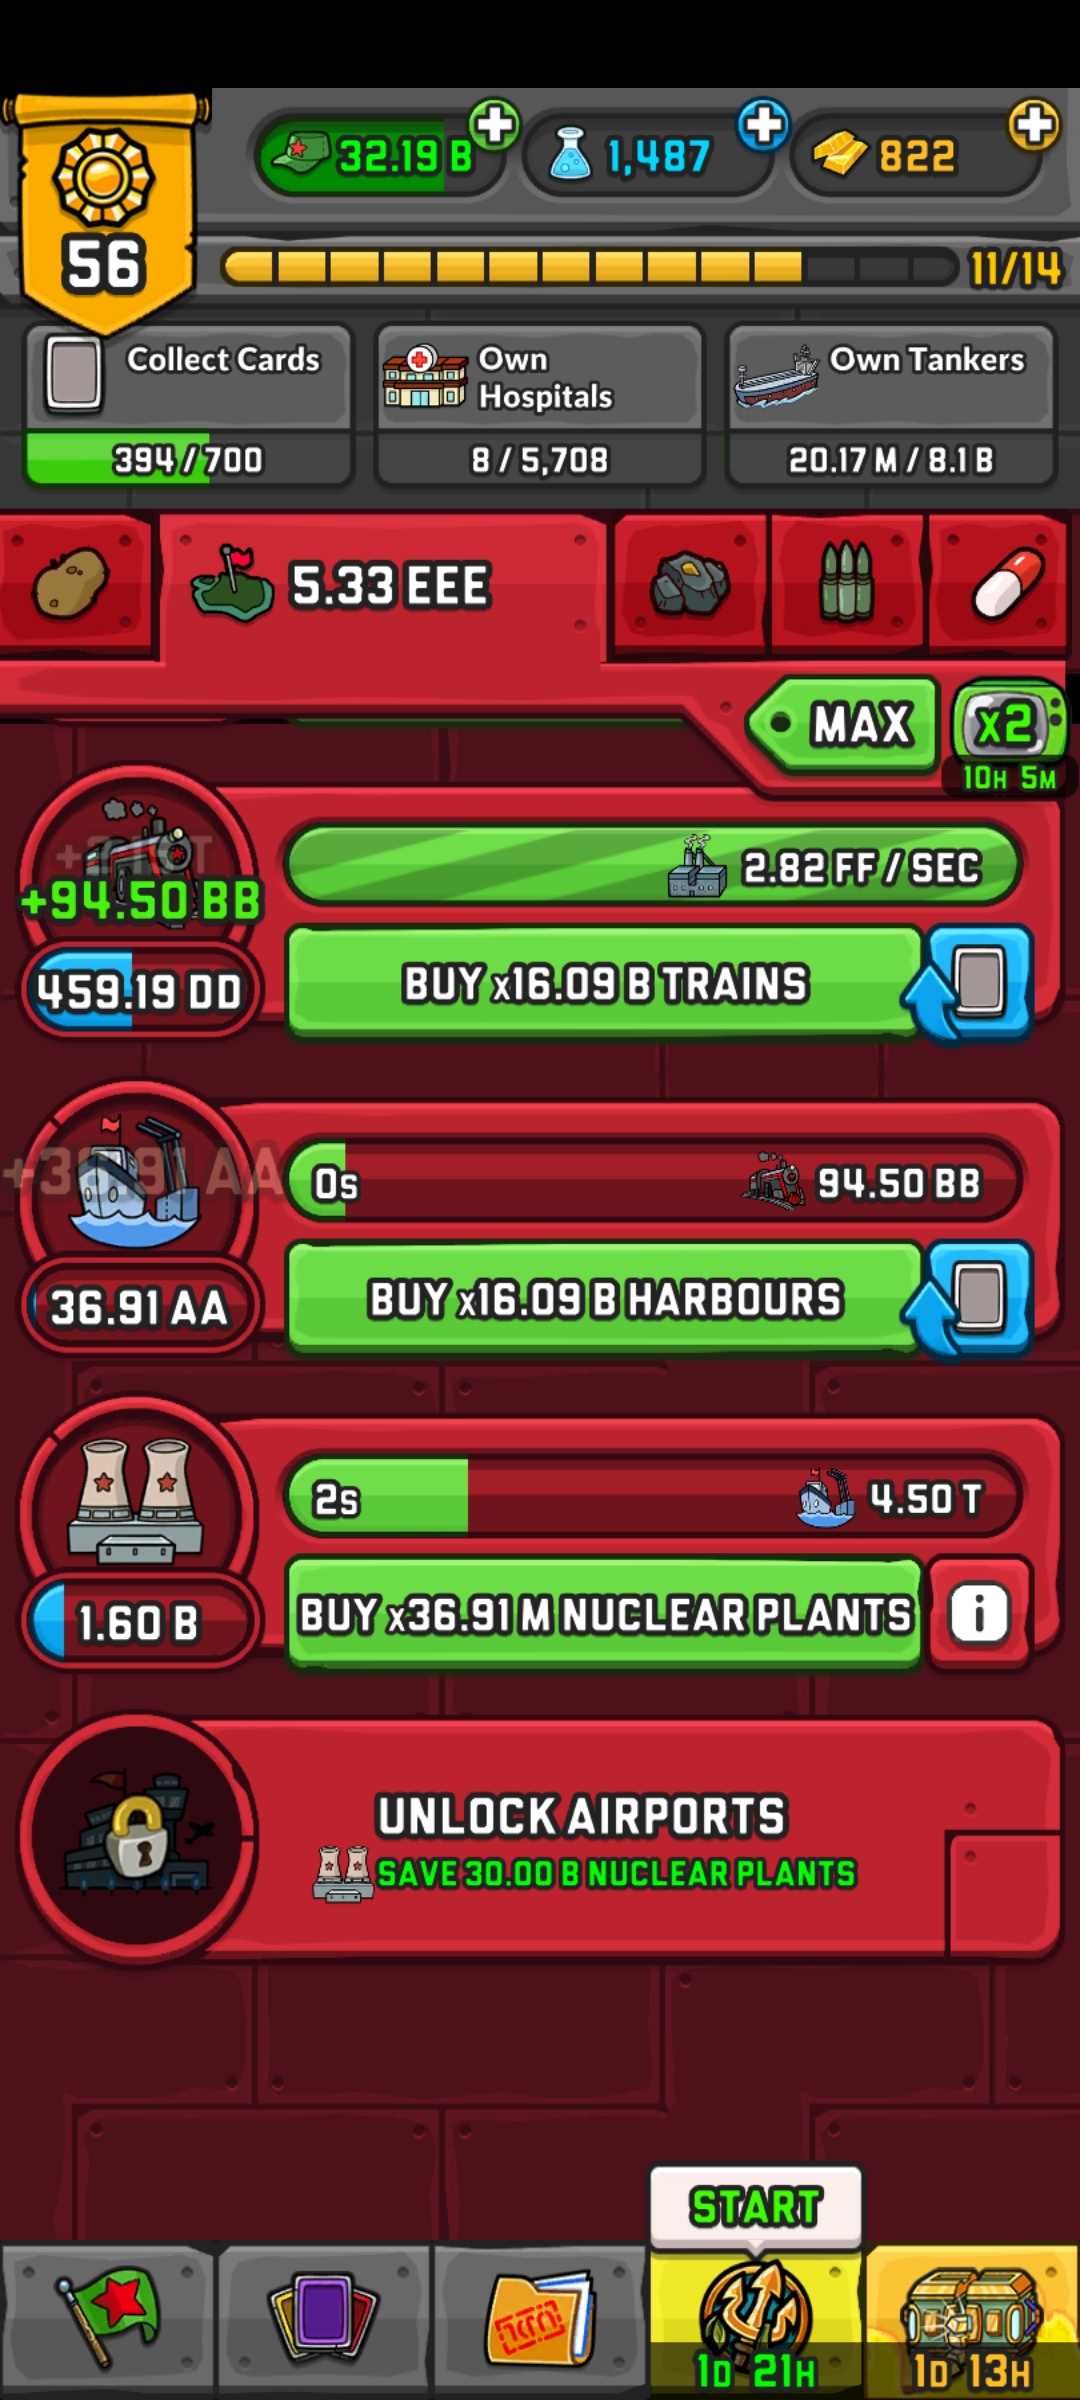 32.19 B
1,487
822
56
11/14
Collect Cards
394/700
Own
Hospitals
8/5,708
Own Tankers
20.17 M/8.1 B
5.33 EEE
MAX
x2
10H 5M
+94.50 BB
2.82 FF/SEC
459.19 DD
BUY x16.09 B TRAINS
+36.91 AA
0s
94.50 BB
36.91 AA
BUY x16.09 B HARBOURS
2s
4.50 T
1.60 B
BUY x36.91 M NUCLEAR PLANTS
i
UNLOCK AIRPORTS
SAVE 30.00 B NUCLEAR PLANTS
START
1D 21H
1D 13H